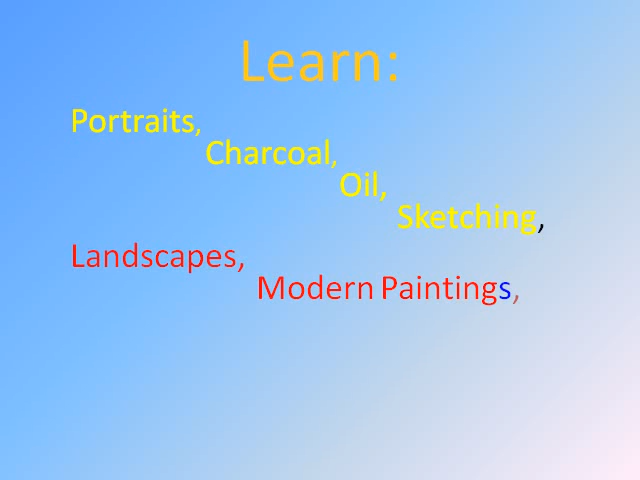 Learn:
Portraits,
Charcoal,
Oil,
Sketching,
Landscapes,
Modern Paintings,